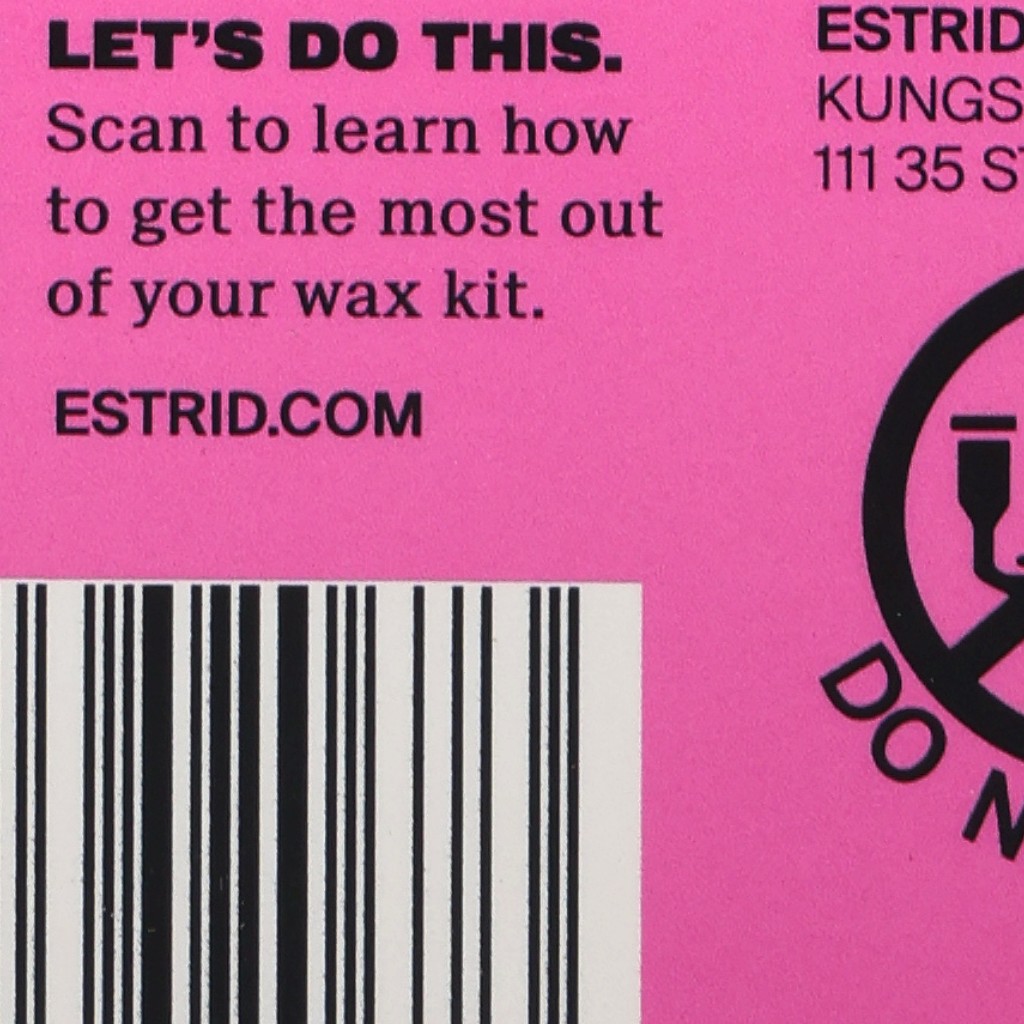 LET'S DO THIS.
Scan to learn how
to get the most out
of your wax kit.
ESTRID.COM
ESTRID
KUNGS
111 35 ST
DO N